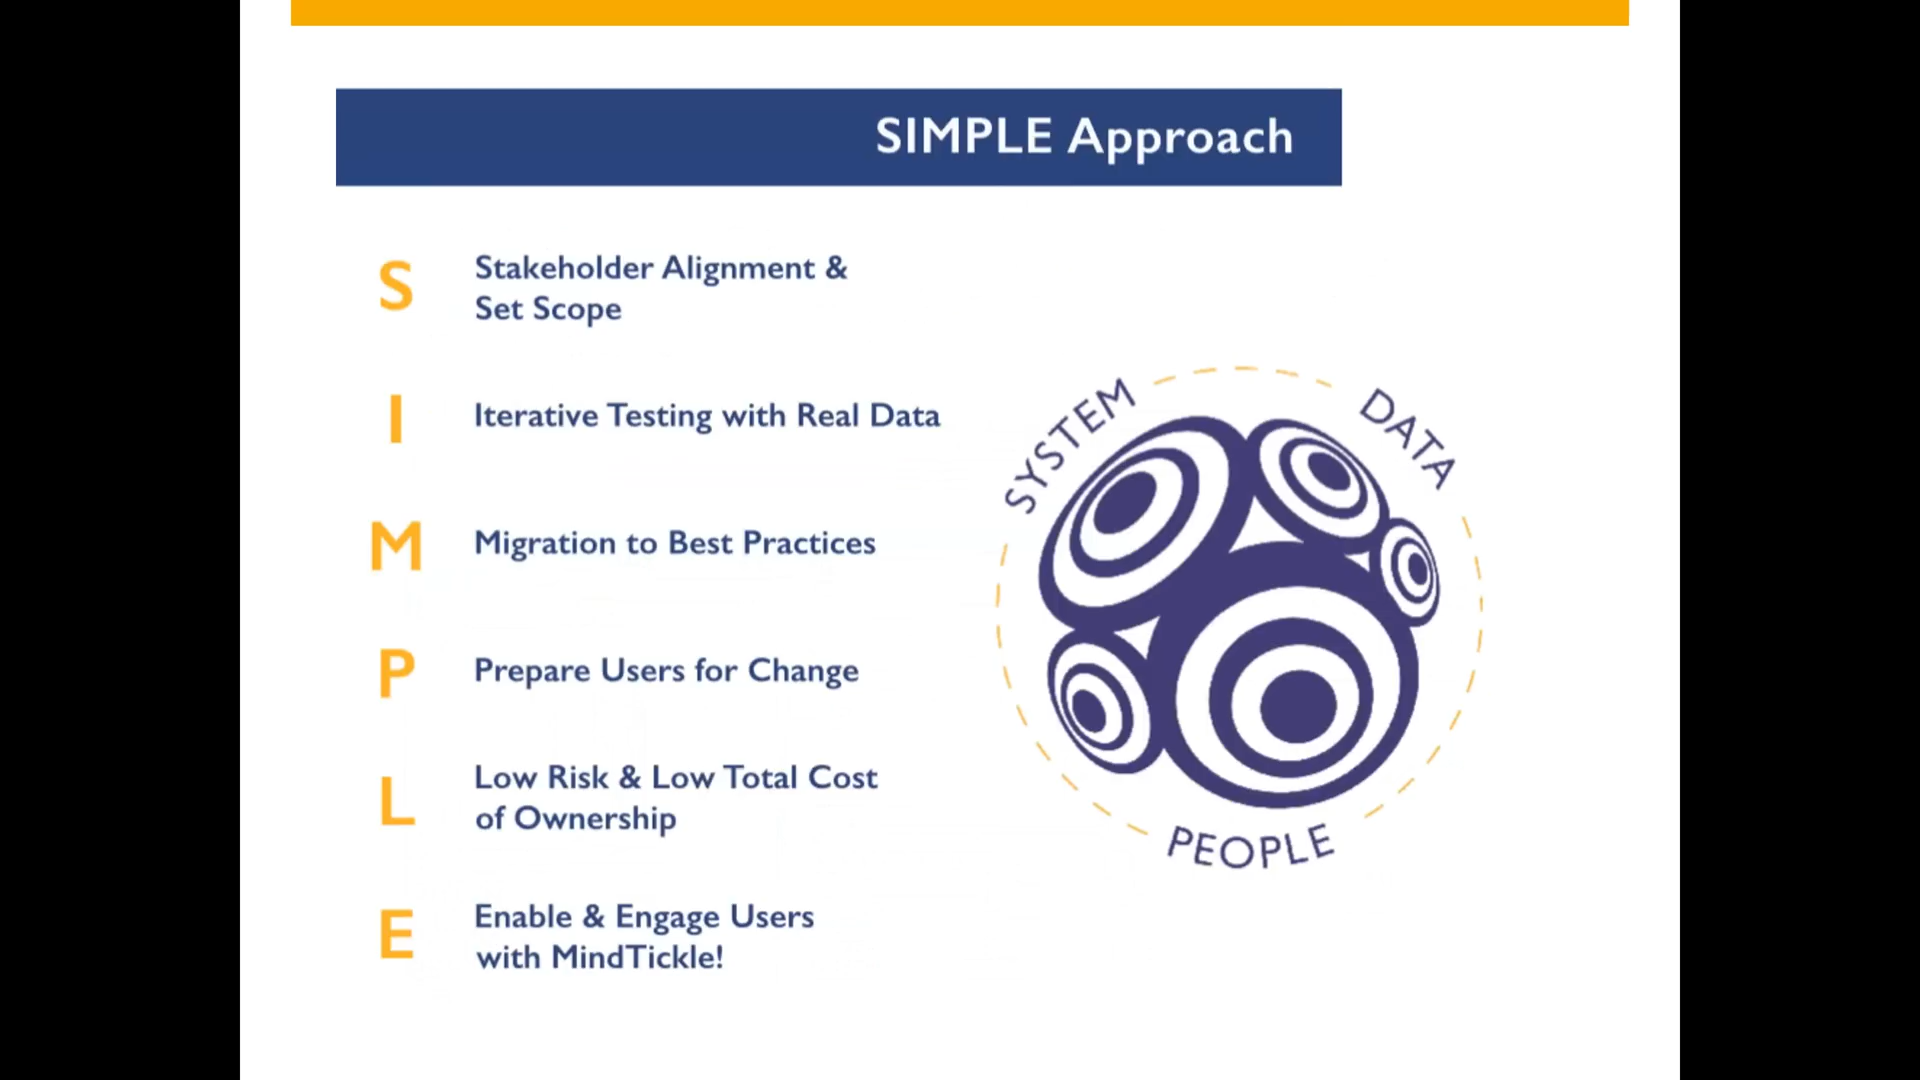 SIMPLE Approach
S
Stakeholder Alignment &
Set Scope
I
Iterative Testing with Real Data
M
Migration to Best Practices
P
Prepare Users for Change
L
Low Risk & Low Total Cost
of Ownership
E
Enable & Engage Users
with MindTickle!
SYSTEM
DATA
PEOPLE